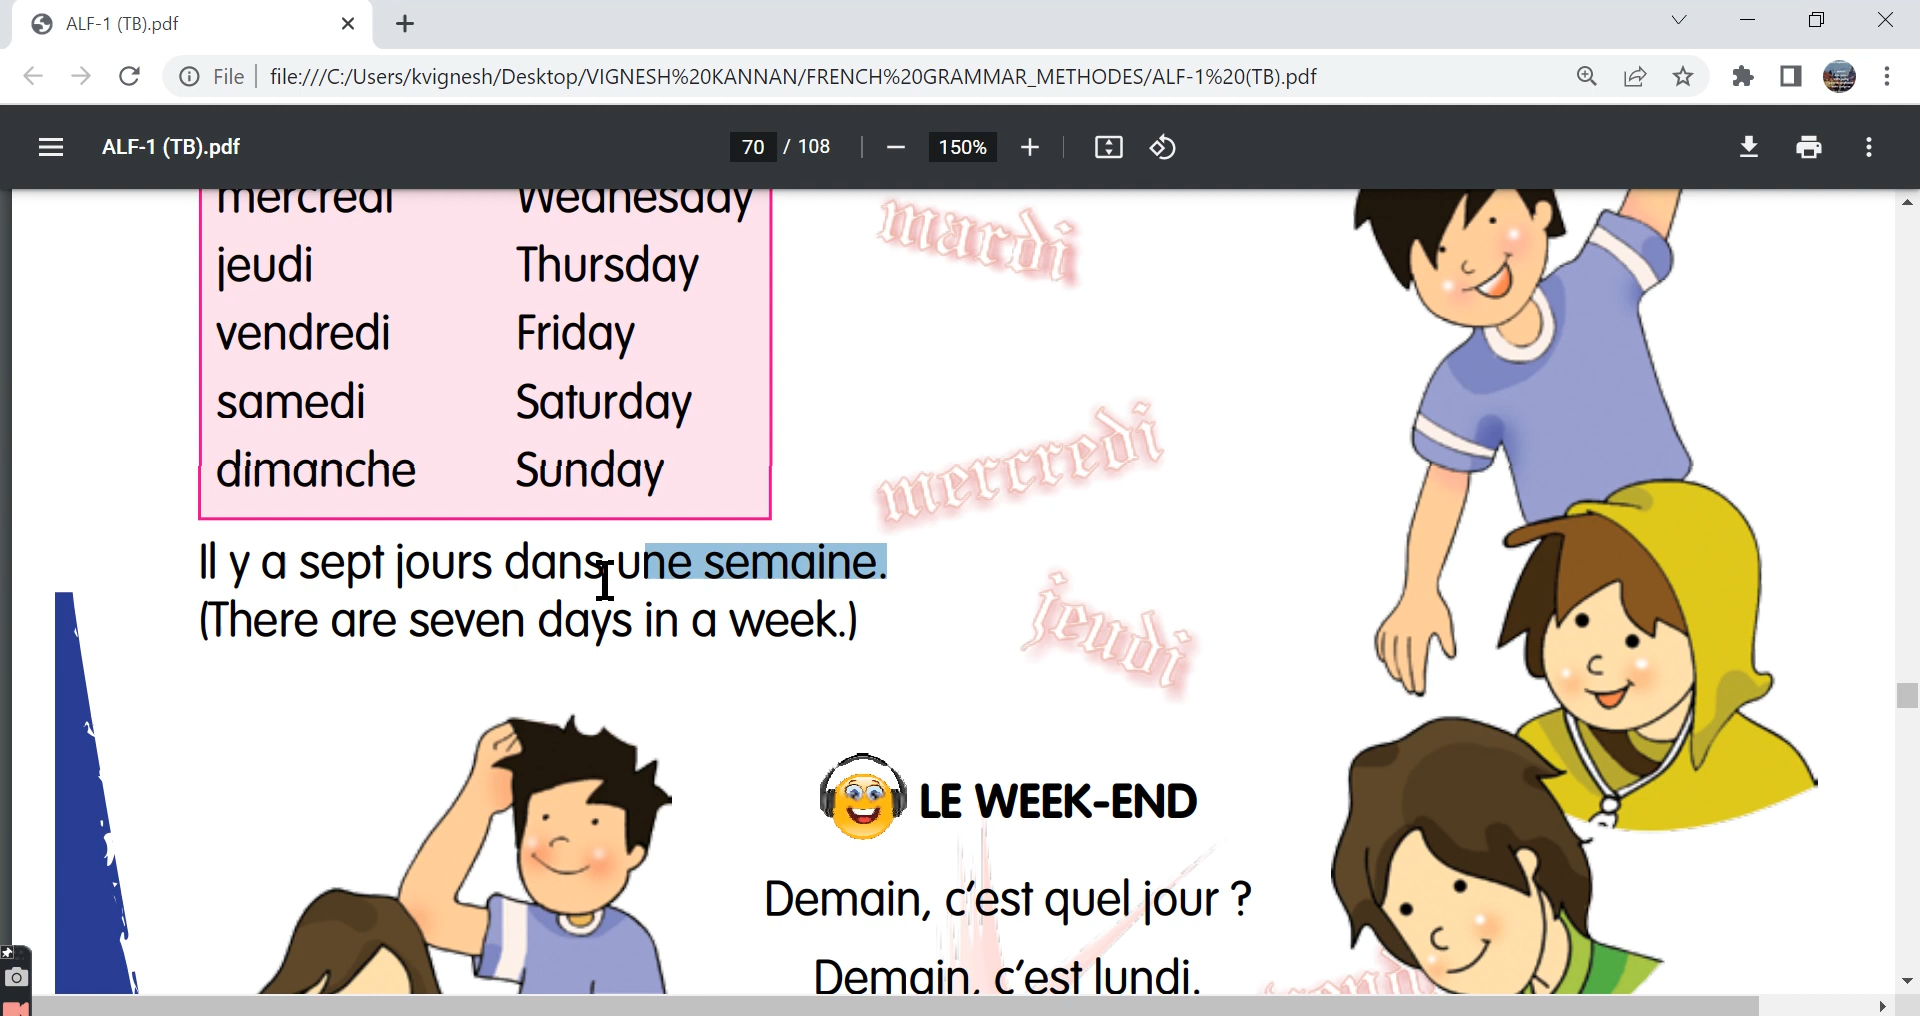 ALF-1 (TB).pdf
File
file:///C:/Users/kvignesh/Desktop/VIGNESH%20KANNAN/FRENCH%20GRAMMAR_METHODES/ALF-1%20(TB).pdf
ALF-1 (TB).pdf
70 / 108
150%
mercredi Wednesday
jeudi Thursday
vendredi Friday
samedi Saturday
dimanche Sunday
Il y a sept jours dans une semaine.
(There are seven days in a week.)
mardi
mercredi
jeudi
LE WEEK-END
Demain, c'est quel jour ?
Demain, c'est lundi.